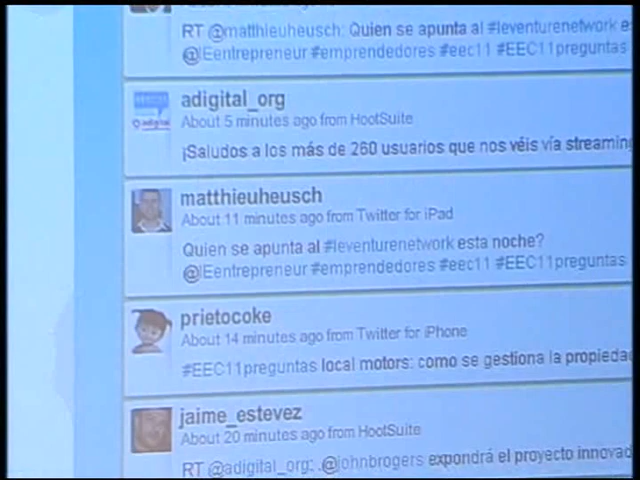 RT @matthieuheusch: Quien se apunta al #leventurenetwork e
@IEentrepreneur #emprendedores #eec11 #EEC11preguntas
adigital_org
About 5 minutes ago from HootSuite
¡Saludos a los más de 260 usuarios que nos véis vía streaming
matthieuheusch
About 11 minutes ago from Twitter for iPad
Quien se apunta al #leventurenetwork esta noche?
@IEentrepreneur #emprendedores #eec11 #EEC11preguntas
prietocoke
About 14 minutes ago from Twitter for iPhone
#EEC11preguntas local motors: como se gestiona la propieda
jaime_estevez
About 20 minutes ago from HootSuite
RT @adigital_org: .@johnbrogers expondrá el proyecto innovad